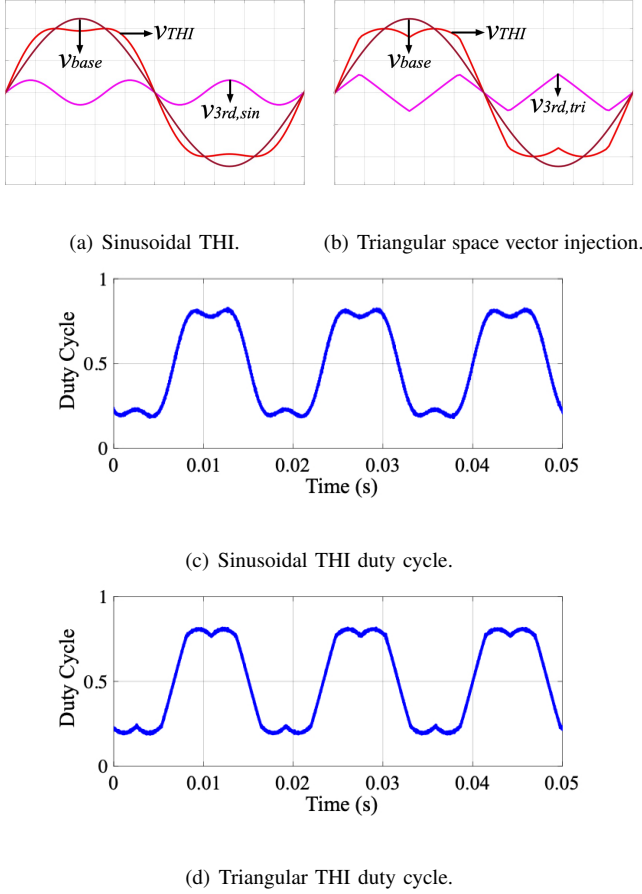 v_THI
v_base
v_3rd,sin
v_THI
v_base
v_3rd,tri
(a) Sinusoidal THI.
(b) Triangular space vector injection.
1
0.5
0
Duty Cycle
0 0.01 0.02 0.03 0.04 0.05
Time (s)
(c) Sinusoidal THI duty cycle.
1
0.5
0
Duty Cycle
0 0.01 0.02 0.03 0.04 0.05
Time (s)
(d) Triangular THI duty cycle.